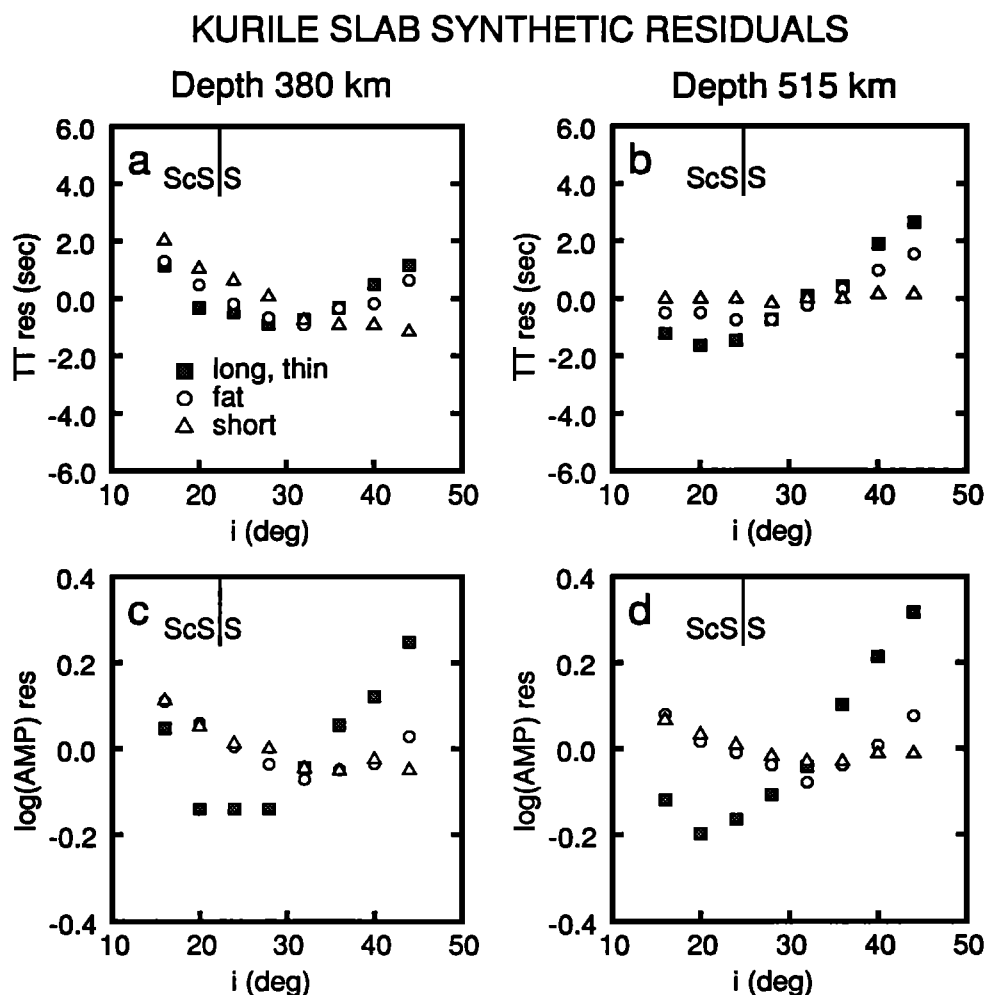 KURILE SLAB SYNTHETIC RESIDUALS
Depth 380 km
Depth 515 km
a
ScS S
6.0
4.0
2.0
0.0
-2.0
-4.0
-6.0
TT res (sec)
long, thin
fat
short
10 20 30 40 50
i (deg)
b
ScS S
6.0
4.0
2.0
0.0
-2.0
-4.0
-6.0
TT res (sec)
10 20 30 40 50
i (deg)
c
ScS S
0.4
0.2
0.0
-0.2
-0.4
log(AMP) res
10 20 30 40 50
i (deg)
d
ScS S
0.4
0.2
0.0
-0.2
-0.4
log(AMP) res
10 20 30 40 50
i (deg)